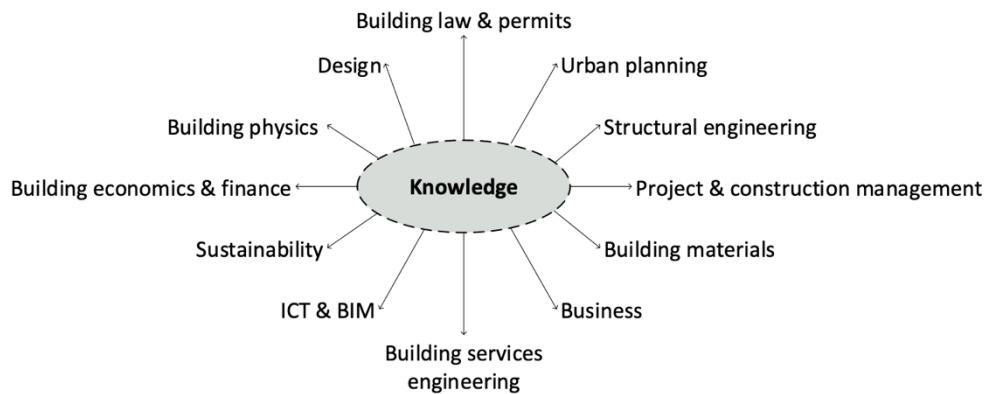 Building law & permits
Design
Urban planning
Building physics
Structural engineering
Building economics & finance
Knowledge
Project & construction management
Sustainability
Building materials
ICT & BIM
Business
Building services
engineering